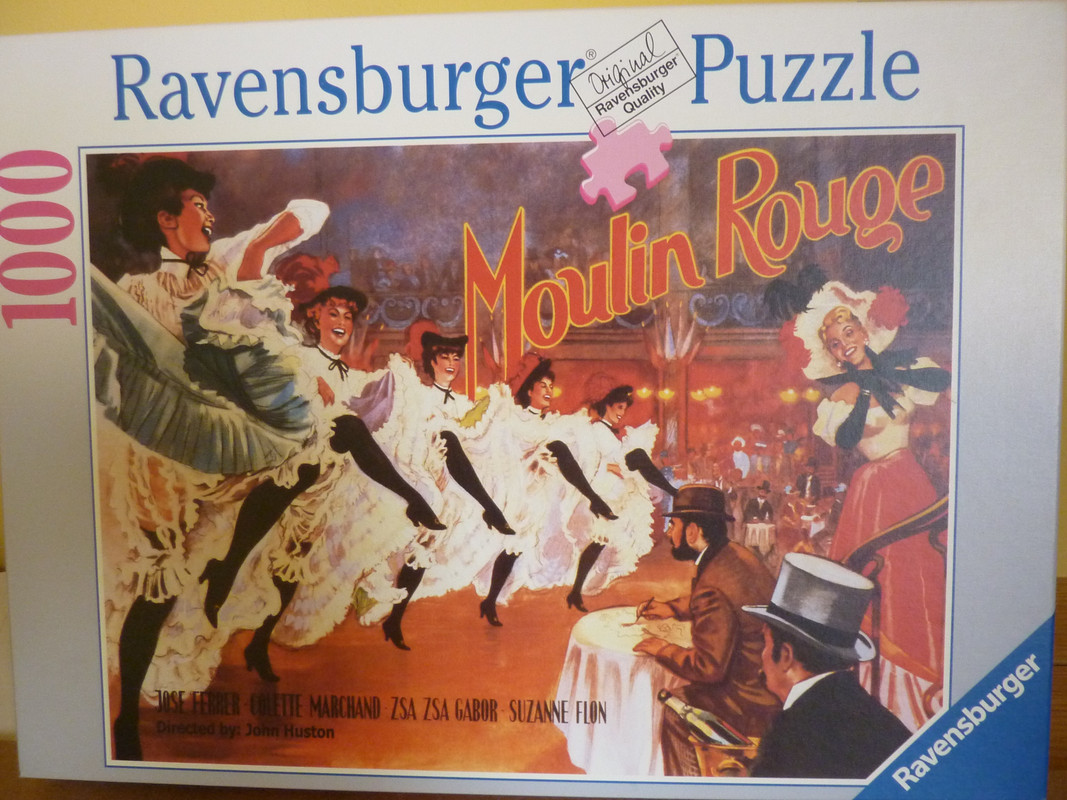 Ravensburger® Puzzle
Original
Ravensburger
Quality
1000
Moulin Rouge
JOSE FERRER · COLETTE MARCHAND · ZSA ZSA GABOR · SUZANNE FLON
Directed by: John Huston
Ravensburger